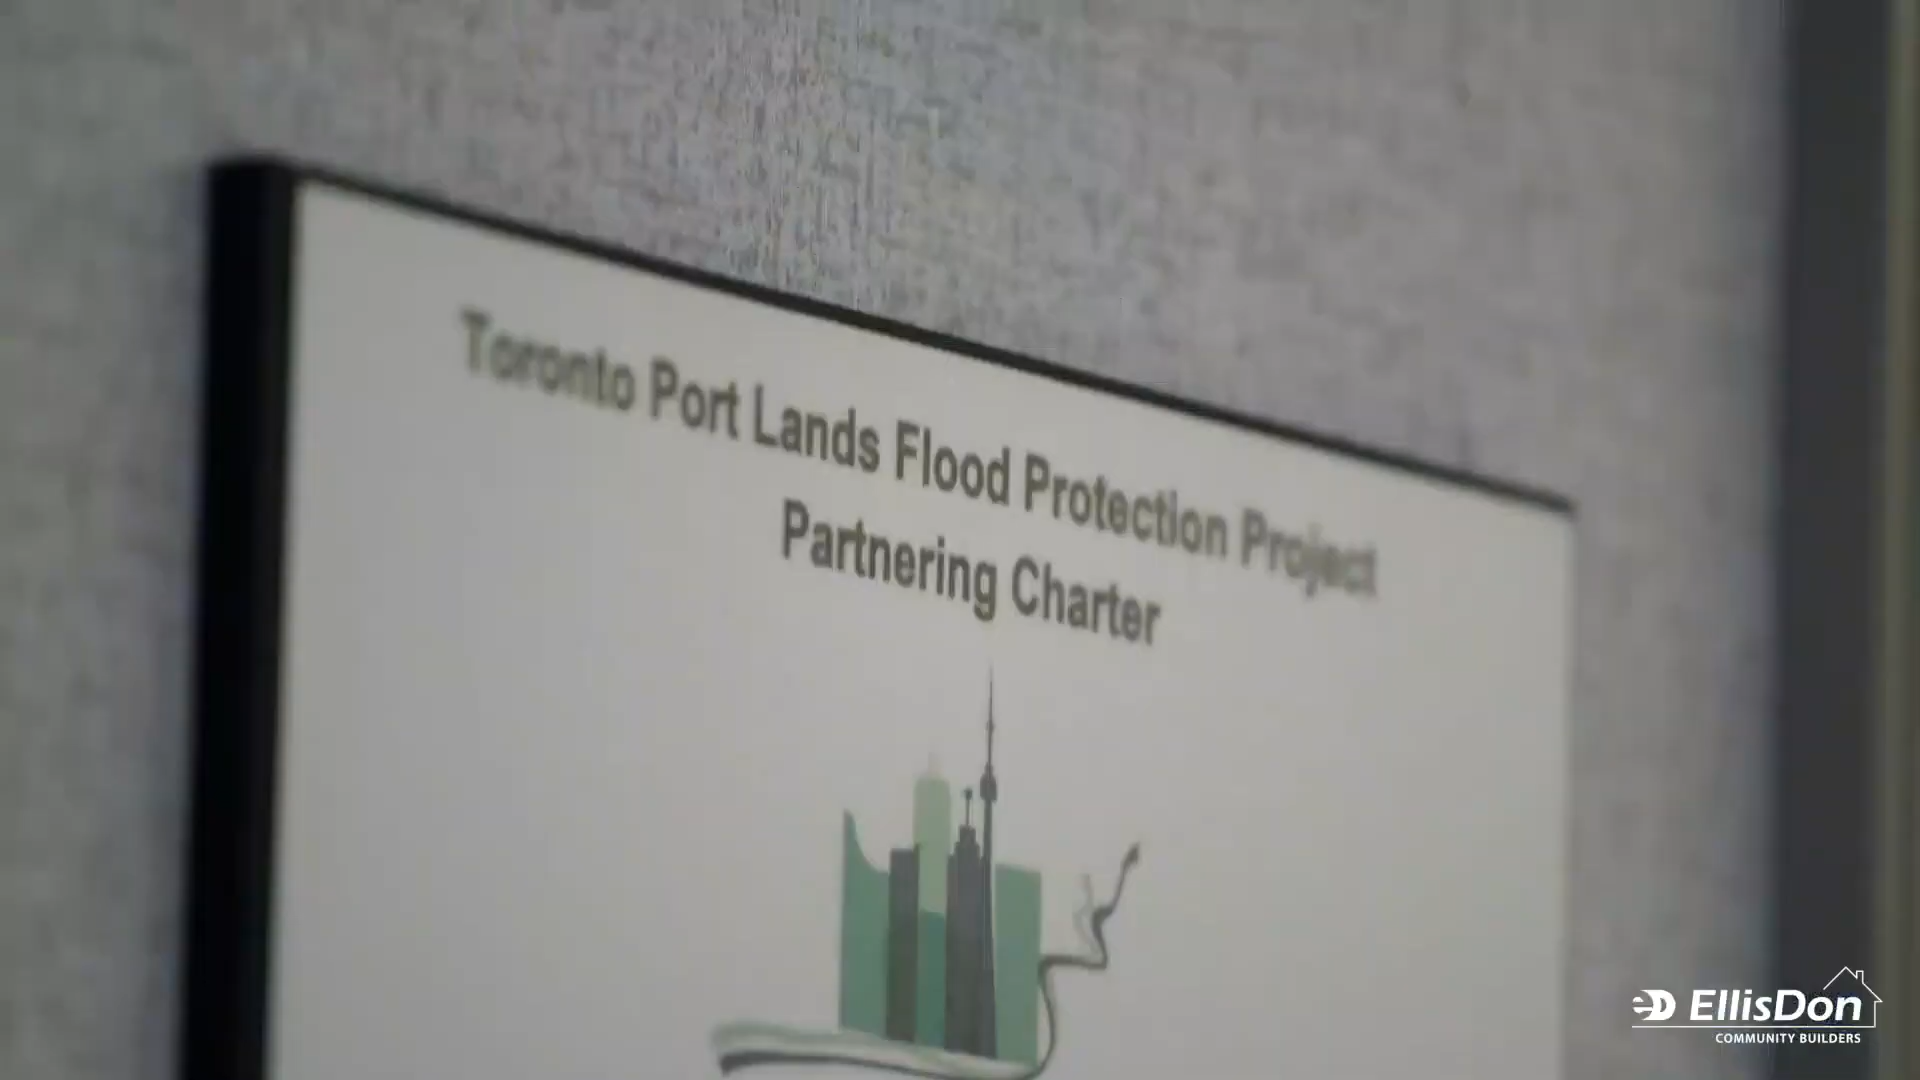 Toronto Port Lands Flood Protection Project
Partnering Charter
EllisDon
COMMUNITY BUILDERS